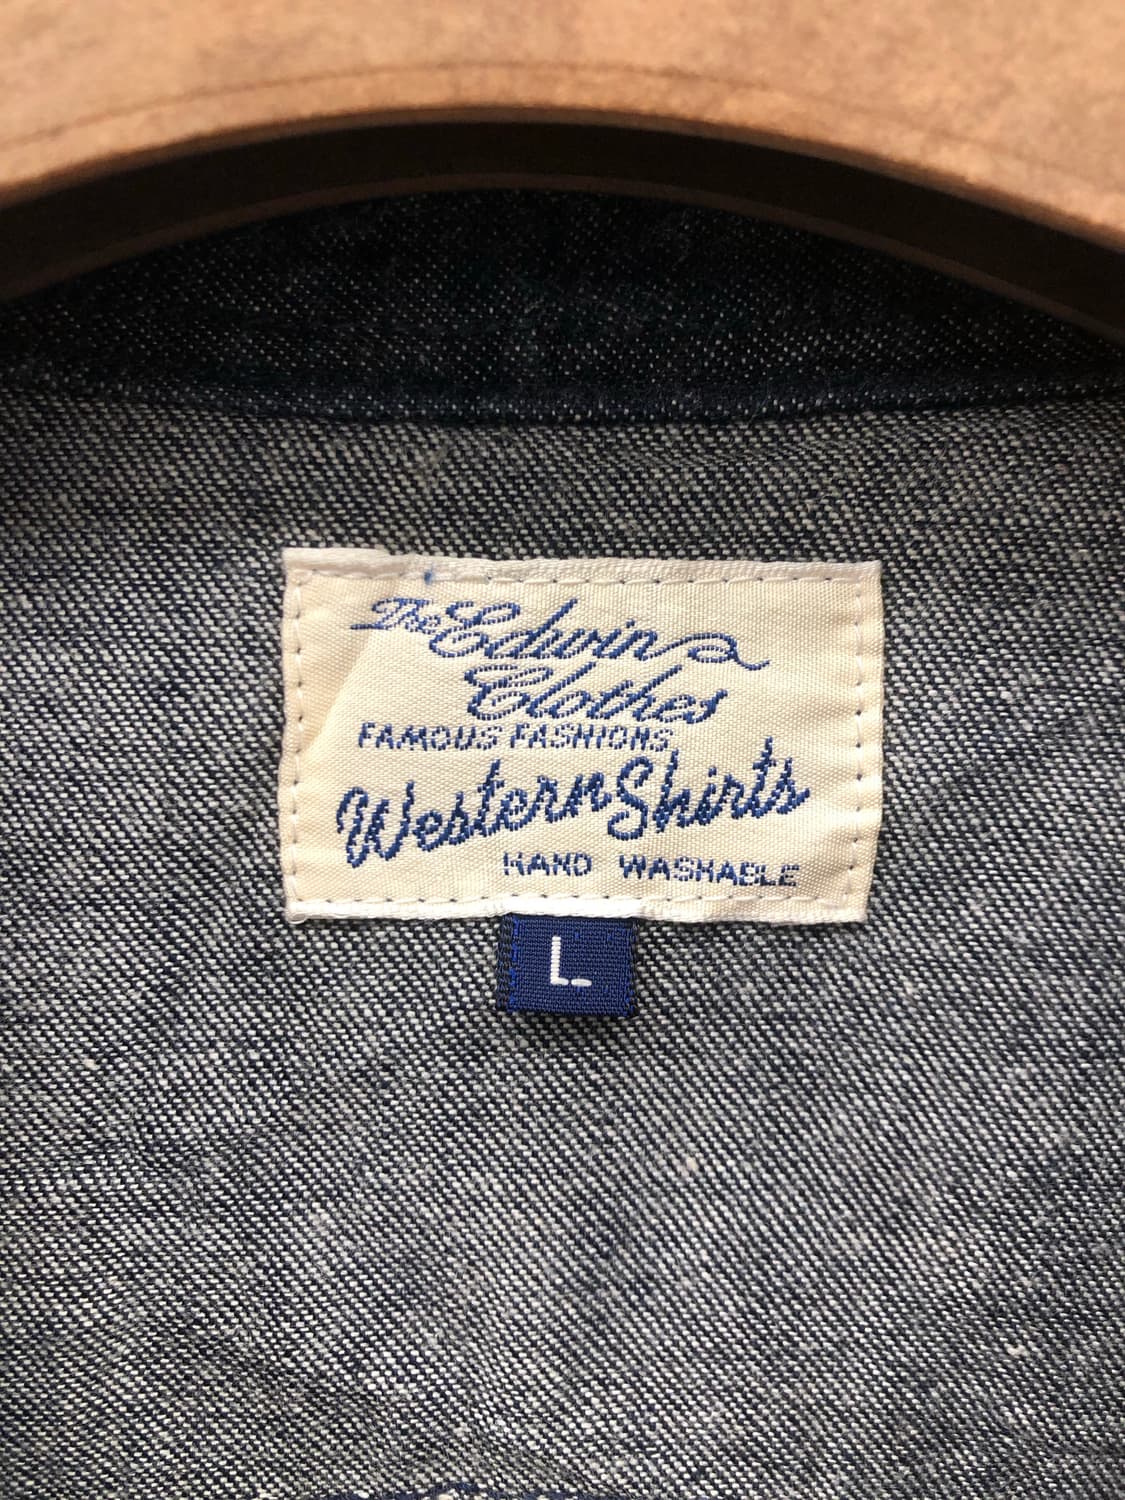 The Edwin
Clothes
FAMOUS FASHIONS
Western Shirts
HAND WASHABLE
L